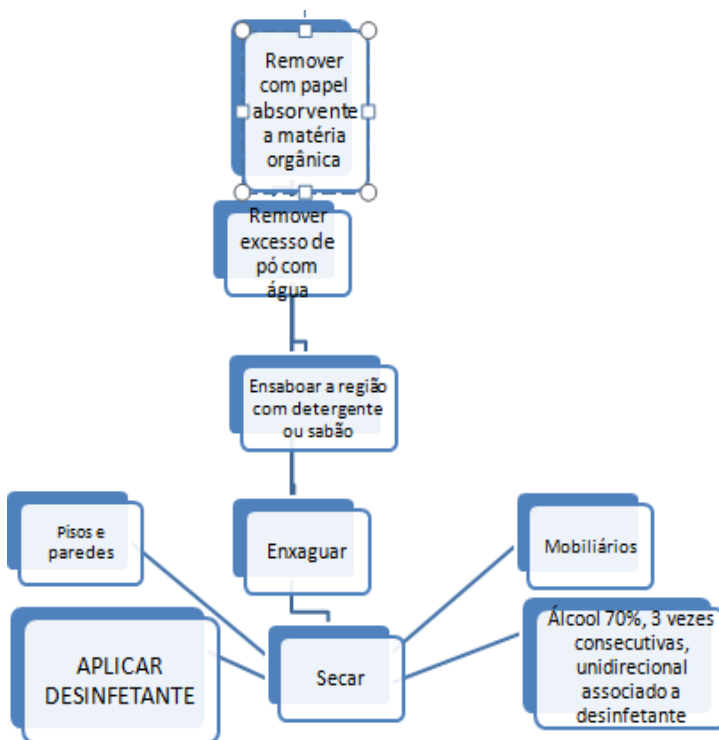 Remover
com papel
absorvente
a matéria
orgânica
Remover
excesso de
pó com
água
Ensaboar a região
com detergente
ou sabão
Enxaguar
Pisos e
paredes
Mobiliários
APLICAR
DESINFETANTE
Secar
Álcool 70%, 3 vezes
consecutivas,
unidirecional
associado a
desinfetante